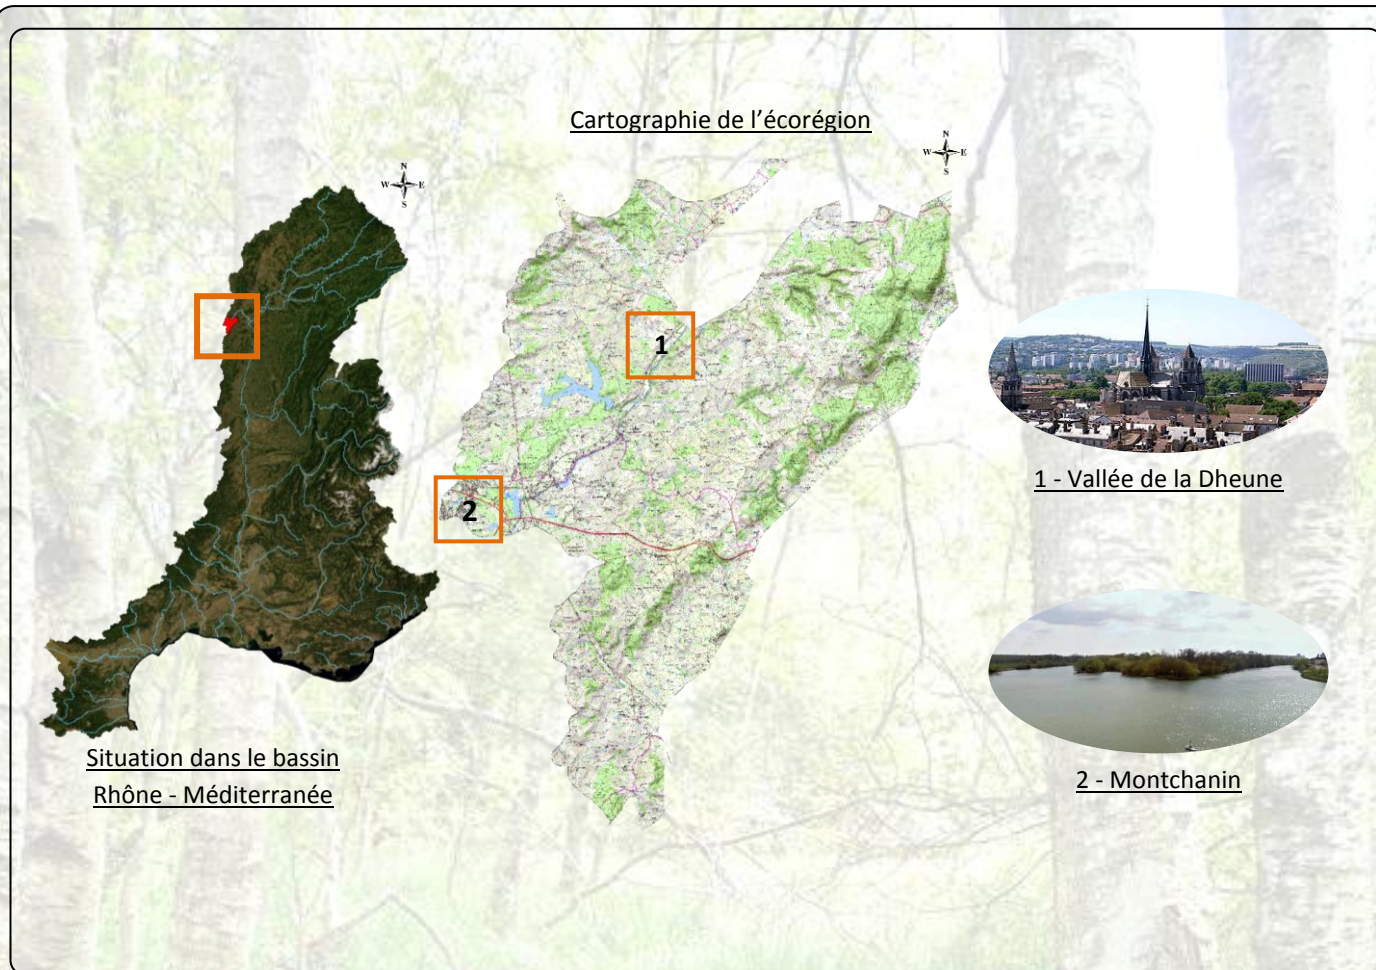 Cartographie de l’écorégion
N
W E
S
N
W E
S
1
2
1 - Vallée de la Dheune
2 - Montchanin
Situation dans le bassin
Rhône - Méditerranée